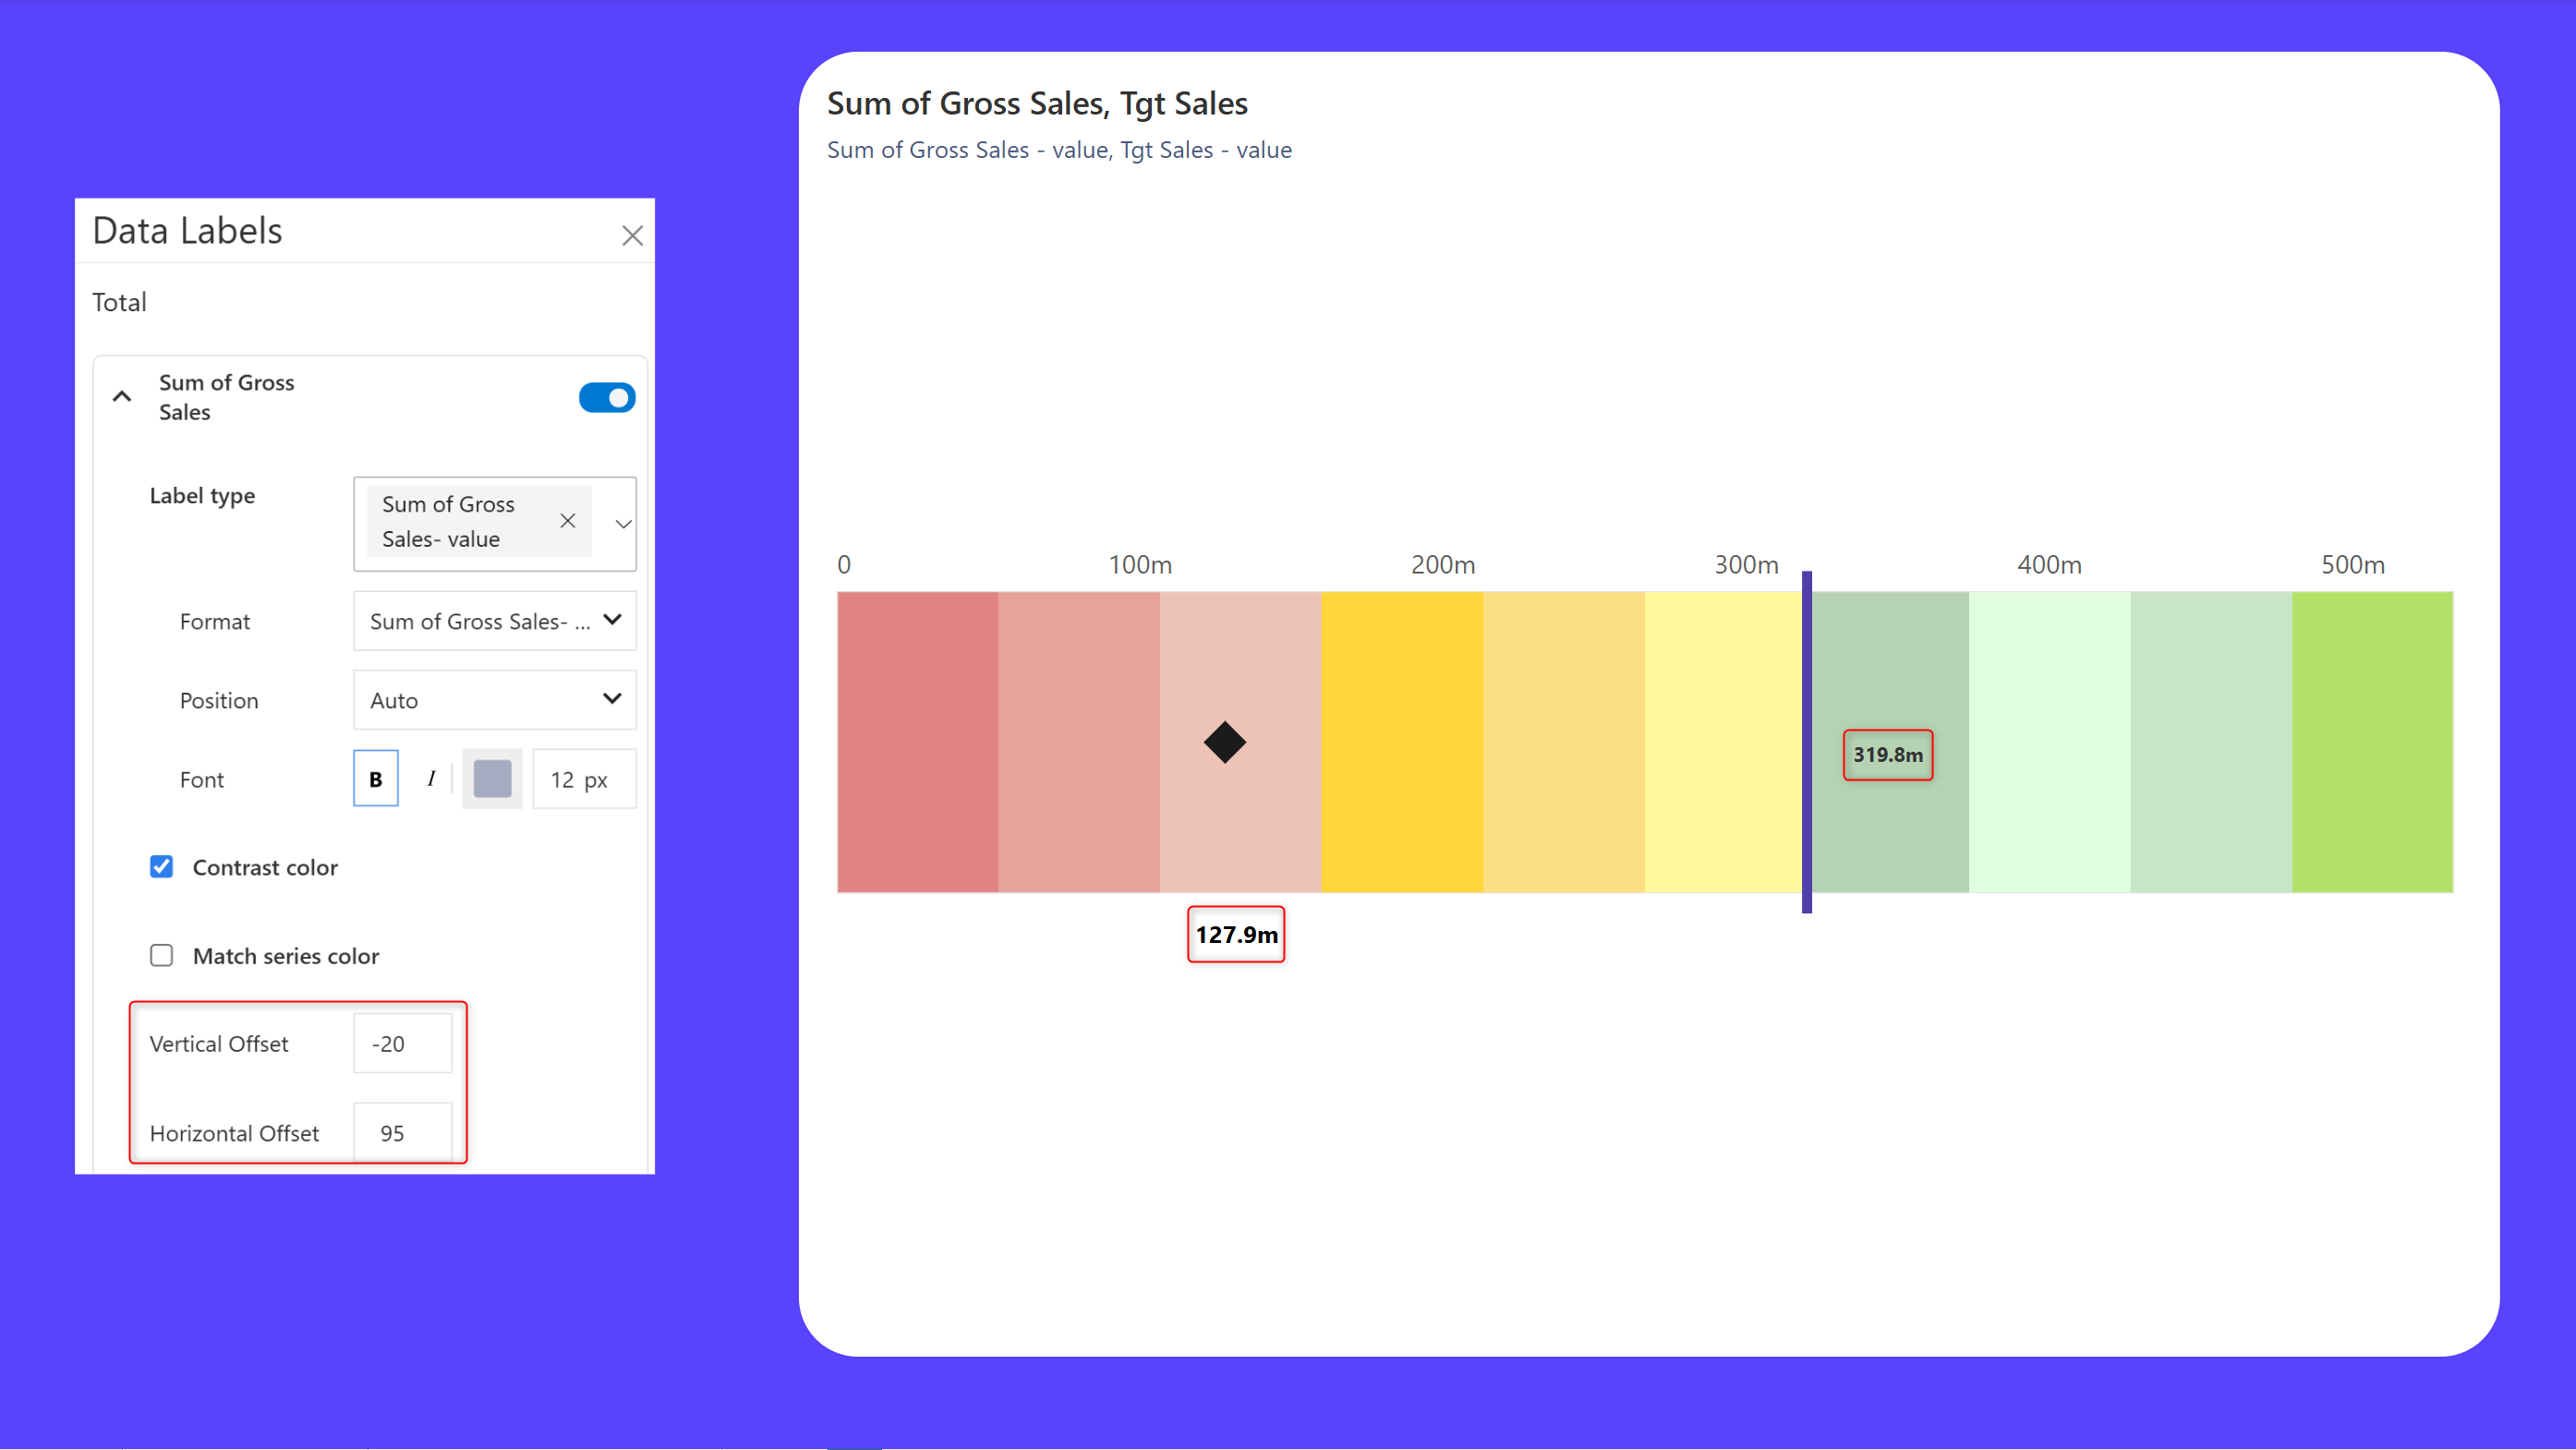 Data Labels
Total
Sum of Gross
Sales
Label type
Sum of Gross
Sales- value
Format
Sum of Gross Sales- ...
Position
Auto
Font
B
I
12 px
Contrast color
Match series color
Vertical Offset
-20
Horizontal Offset
95
Sum of Gross Sales, Tgt Sales
Sum of Gross Sales - value, Tgt Sales - value
0 100m 200m 300m 400m 500m
319.8m
127.9m